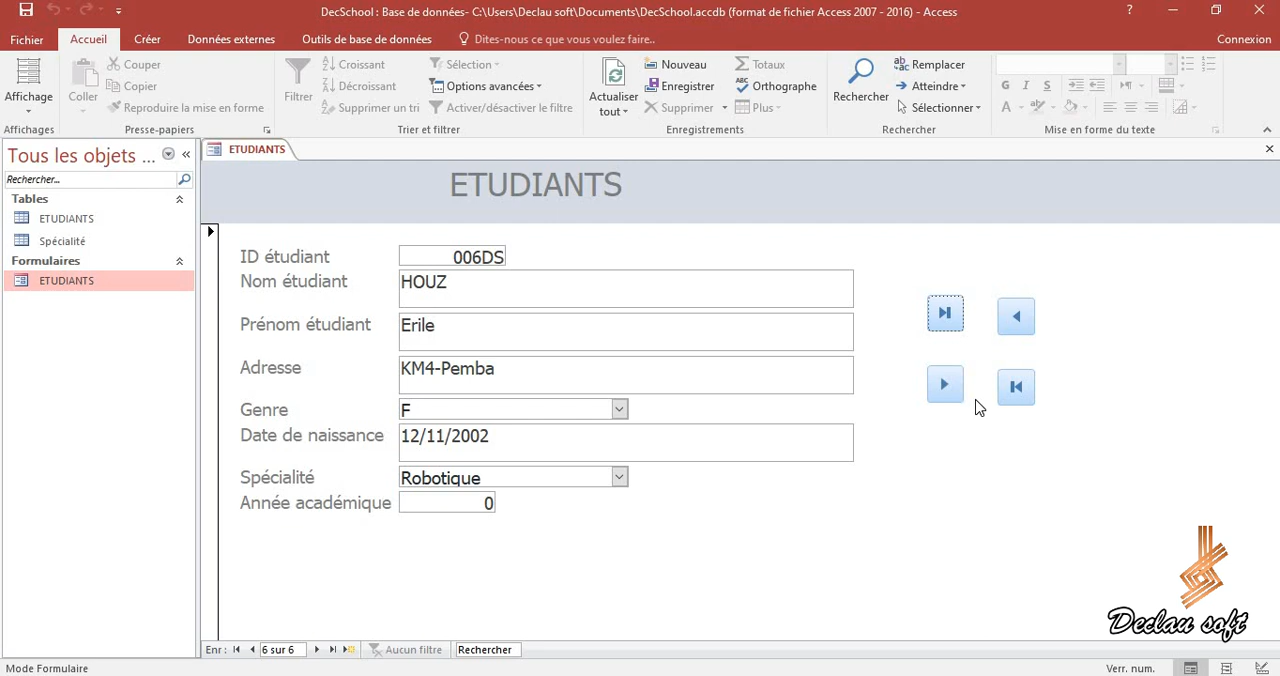 DecSchool : Base de données- C:\Users\Declau soft\Documents\DecSchool.accdb (format de fichier Access 2007 - 2016) - Access
?
Fichier
Accueil
Créer
Données externes
Outils de base de données
Dites-nous ce que vous voulez faire..
Connexion
Affichage
Affichages
Coller
Couper
Copier
Reproduire la mise en forme
Presse-papiers
Filtrer
Croissant
Décroissant
Supprimer un tri
Sélection
Options avancées
Activer/désactiver le filtre
Trier et filtrer
Actualiser
tout
Nouveau
Enregistrer
Supprimer
Totaux
Orthographe
Plus
Enregistrements
Rechercher
Remplacer
Atteindre
Sélectionner
Rechercher
G I S
A
Mise en forme du texte
Tous les objets ...
Rechercher...
Tables
ETUDIANTS
Spécialité
Formulaires
ETUDIANTS
ETUDIANTS
ETUDIANTS
ID étudiant 006DS
Nom étudiant HOUZ
Prénom étudiant Erile
Adresse KM4-Pemba
Genre F
Date de naissance 12/11/2002
Spécialité Robotique
Année académique 0
Declau soft
Enr : 6 sur 6 Aucun filtre Rechercher
Mode Formulaire
Verr. num.